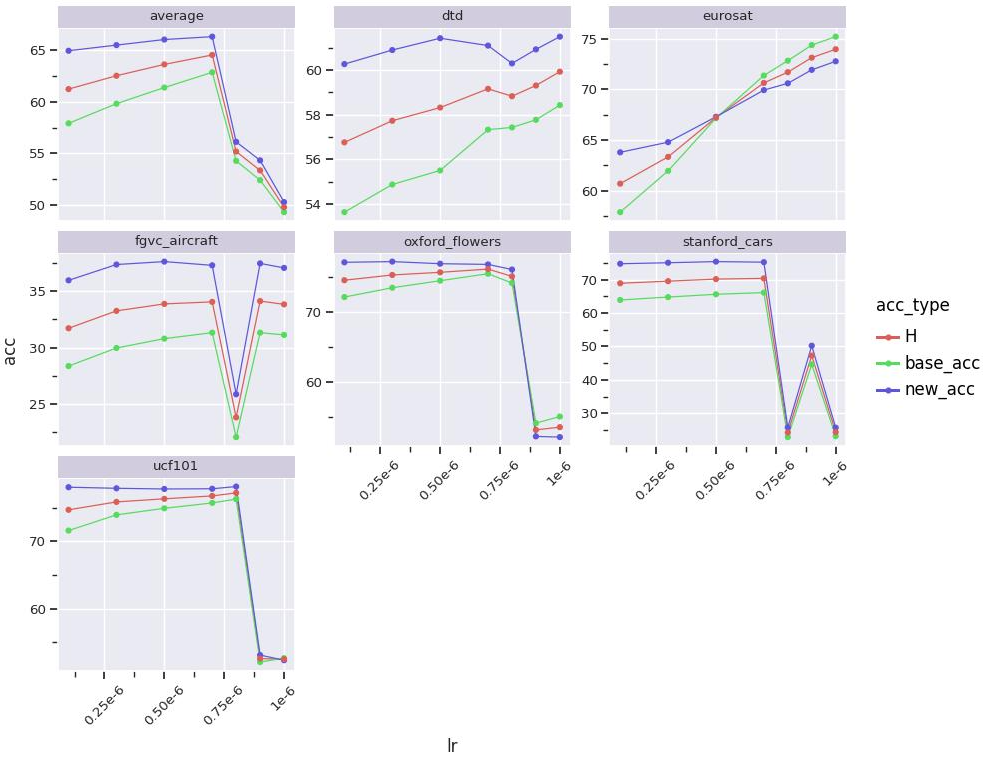 average
dtd
eurosat
65
60
55
50
60
58
56
54
75
70
65
60
fgvc_aircraft
oxford_flowers
stanford_cars
35
30
25
70
60
70
60
50
40
30
0.25e-6
0.50e-6
0.75e-6
1e-6
0.25e-6
0.50e-6
0.75e-6
1e-6
ucf101
70
60
0.25e-6
0.50e-6
0.75e-6
1e-6
acc
lr
acc_type
H
base_acc
new_acc